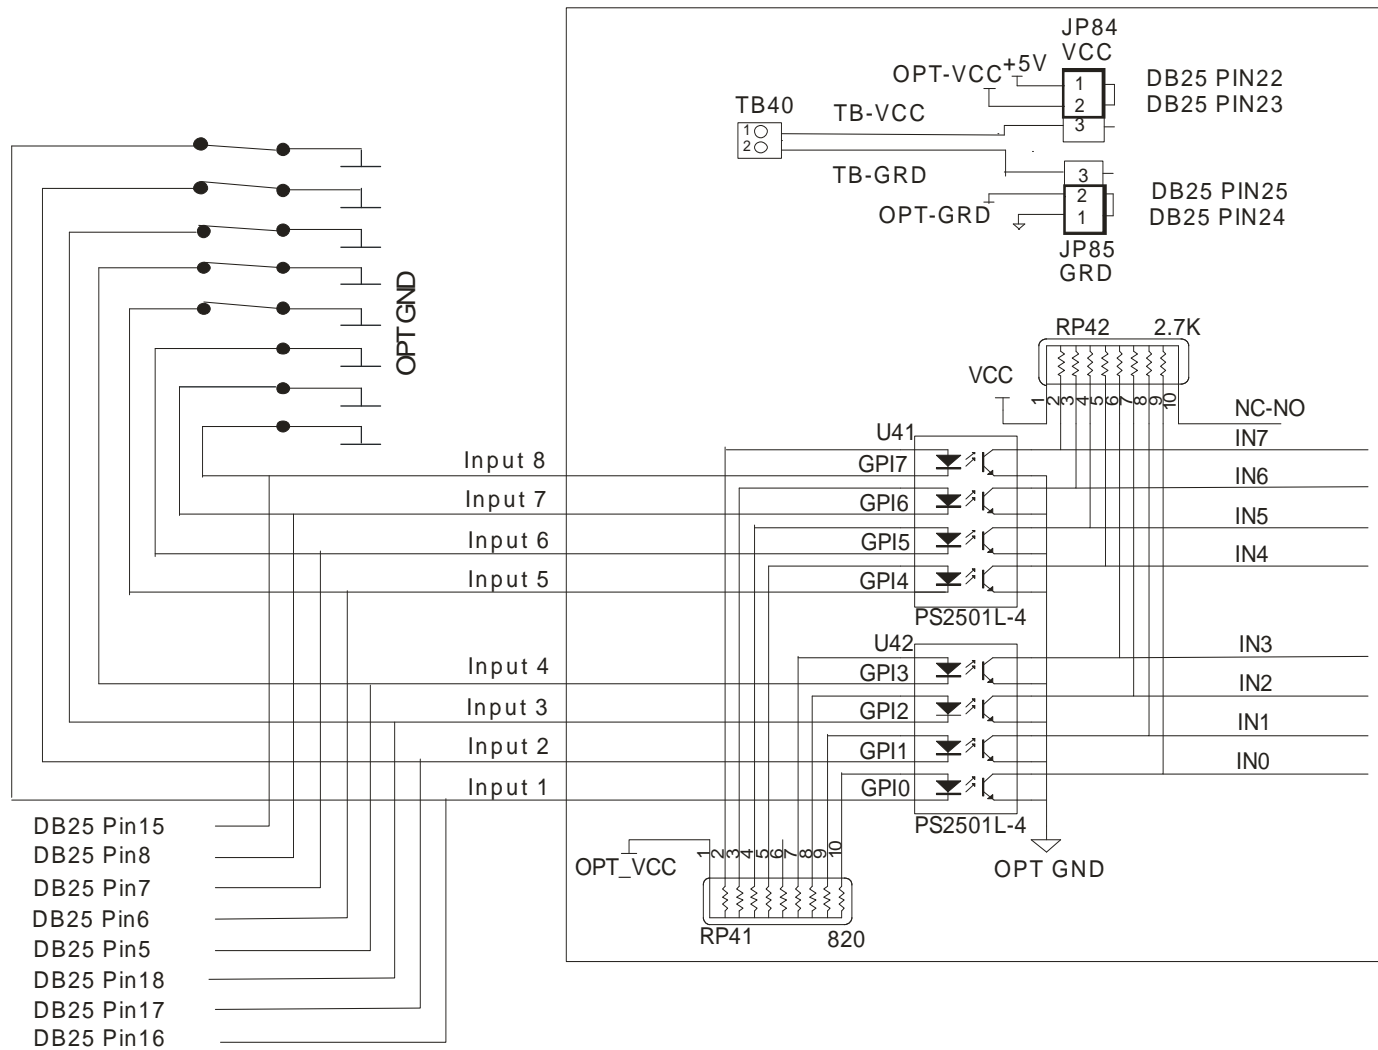 JP84
VCC
OPT-VCC
+5V
1
2
3
DB25 PIN22
DB25 PIN23
TB40
1
2
TB-VCC
TB-GRD
OPT-GRD
3
2
1
DB25 PIN25
DB25 PIN24
JP85
GRD
OPT GND
RP42 2.7K
VCC
1 2 3 4 5 6 7 8 9 10
NC-NO
U41
Input 8 GPI7 IN7
Input 7 GPI6 IN6
Input 6 GPI5 IN5
Input 5 GPI4 IN4
PS2501L-4
U42
Input 4 GPI3 IN3
Input 3 GPI2 IN2
Input 2 GPI1 IN1
Input 1 GPI0 IN0
PS2501L-4
OPT GND
OPT_VCC
1 2 3 4 5 6 7 8 9 10
RP41 820
DB25 Pin15
DB25 Pin8
DB25 Pin7
DB25 Pin6
DB25 Pin5
DB25 Pin18
DB25 Pin17
DB25 Pin16